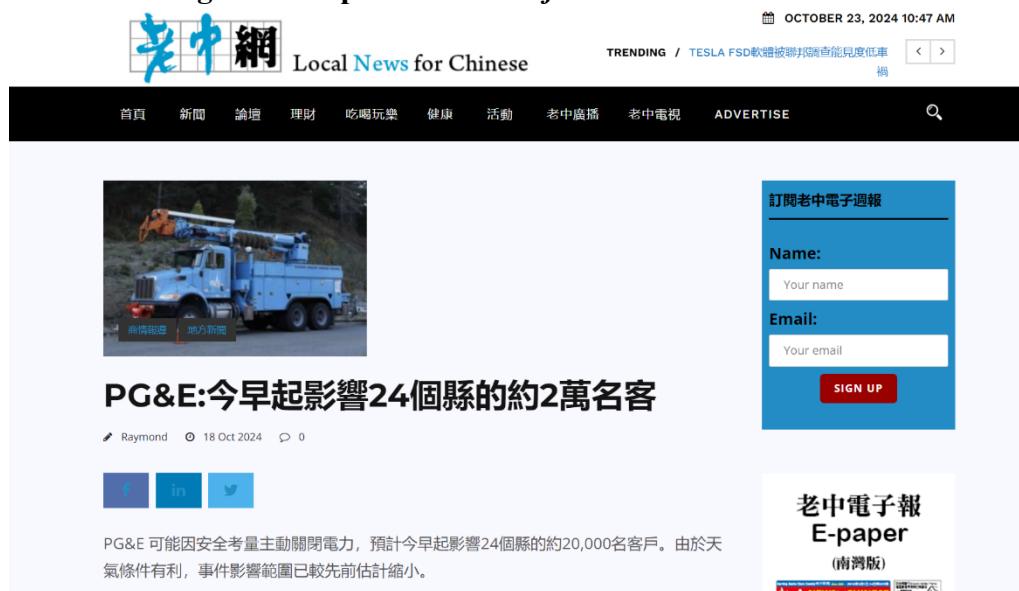 OCTOBER 23, 2024 10:47 AM
老中網 Local News for Chinese
TRENDING / TESLA FSD軟體被聯邦調查能見度低車
禍
首頁 新聞 論壇 理財 吃喝玩樂 健康 活動 老中廣播 老中電視 ADVERTISE
商情報導 地方新聞
PG&E:今早起影響24個縣的約2萬名客
Raymond 18 Oct 2024 0
f in
PG&E 可能因安全考量主動關閉電力，預計今早起影響24個縣的約20,000名客戶。由於天
氣條件有利，事件影響範圍已較先前估計縮小。
訂閱老中電子週報
Name:
Your name
Email:
Your email
SIGN UP
老中電子報
E-paper
(南灣版)